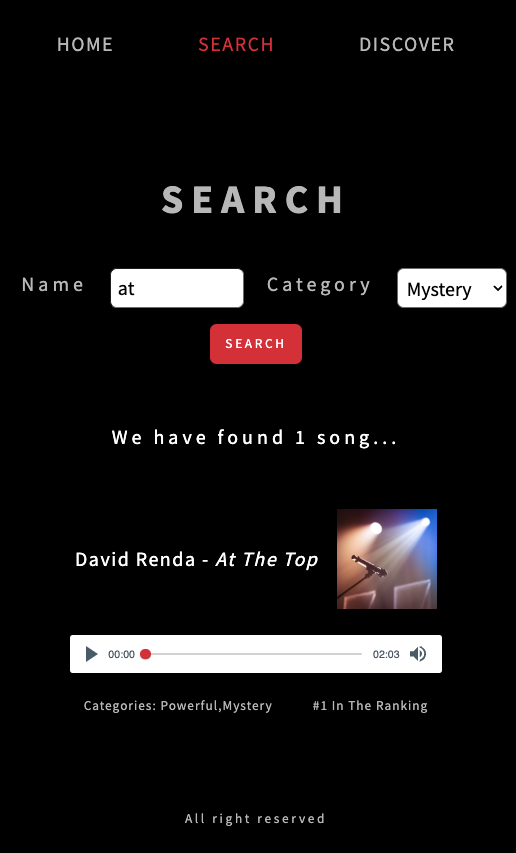 HOME SEARCH DISCOVER
SEARCH
Name at Category Mystery
SEARCH
We have found 1 song...
David Renda - At The Top
00:00 02:03
Categories: Powerful,Mystery #1 In The Ranking
All right reserved